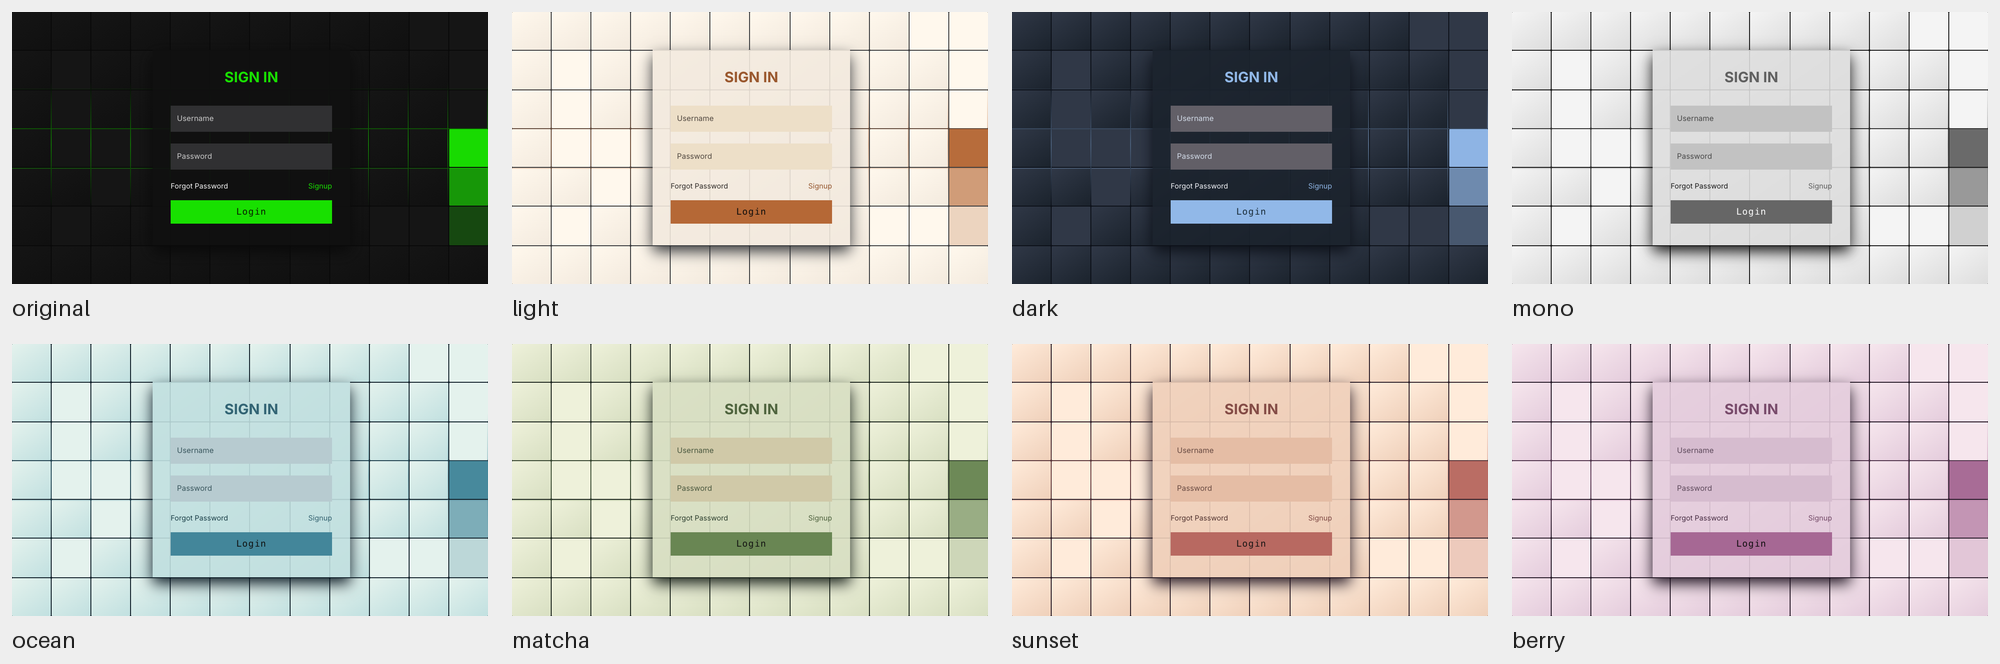 SIGN IN
Username
Password
Forgot Password Signup
Login
original
SIGN IN
Username
Password
Forgot Password Signup
Login
light
SIGN IN
Username
Password
Forgot Password Signup
Login
dark
SIGN IN
Username
Password
Forgot Password Signup
Login
mono
SIGN IN
Username
Password
Forgot Password Signup
Login
ocean
SIGN IN
Username
Password
Forgot Password Signup
Login
matcha
SIGN IN
Username
Password
Forgot Password Signup
Login
sunset
SIGN IN
Username
Password
Forgot Password Signup
Login
berry